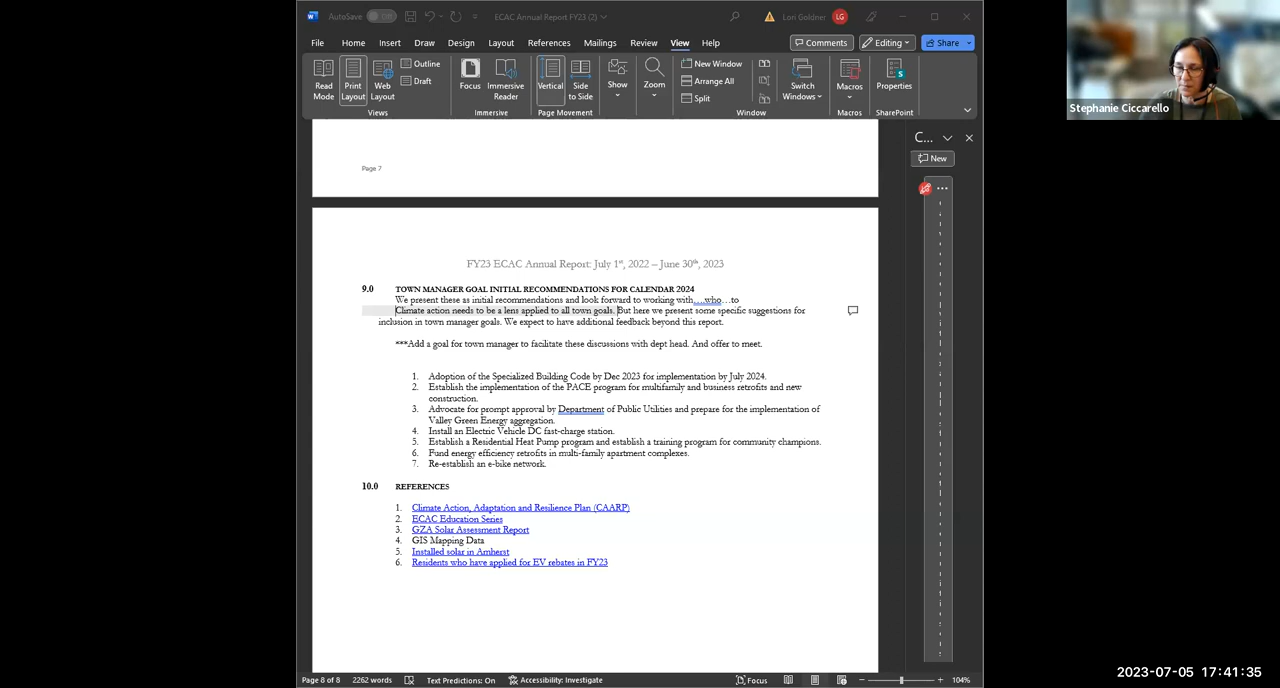 AutoSave Off ECAC Annual Report FY23 (2) Lori Goldner LG
File Home Insert Draw Design Layout References Mailings Review View Help Comments Editing Share
Read Mode
Print Layout
Web Layout
Outline
Draft
Focus
Immersive Reader
Vertical
Side to Side
Show
Zoom
New Window
Arrange All
Split
Switch Windows
Macros
Properties
Views Immersive Page Movement Window Macros SharePoint
Stephanie Ciccarello
C...
New
Page 7
FY23 ECAC Annual Report: July 1st, 2022 – June 30th, 2023
9.0 TOWN MANAGER GOAL INITIAL RECOMMENDATIONS FOR CALENDAR 2024
We present these as initial recommendations and look forward to working with….who…to
Climate action needs to be a lens applied to all town goals. But here we present some specific suggestions for
inclusion in town manager goals. We expect to have additional feedback beyond this report.
***Add a goal for town manager to facilitate these discussions with dept head. And offer to meet.
1. Adoption of the Specialized Building Code by Dec 2023 for implementation by July 2024.
2. Establish the implementation of the PACE program for multifamily and business retrofits and new
construction.
3. Advocate for prompt approval by Department of Public Utilities and prepare for the implementation of
Valley Green Energy aggregation.
4. Install an Electric Vehicle DC fast-charge station.
5. Establish a Residential Heat Pump program and establish a training program for community champions.
6. Fund energy efficiency retrofits in multi-family apartment complexes.
7. Re-establish an e-bike network.
10.0 REFERENCES
1. Climate Action, Adaptation and Resilience Plan (CAARP)
2. ECAC Education Series
3. GZA Solar Assessment Report
4. GIS Mapping Data
5. Installed solar in Amherst
6. Residents who have applied for EV rebates in FY23
Page 8 of 8 2262 words Text Predictions: On Accessibility: Investigate Focus 104%
2023-07-05 17:41:35